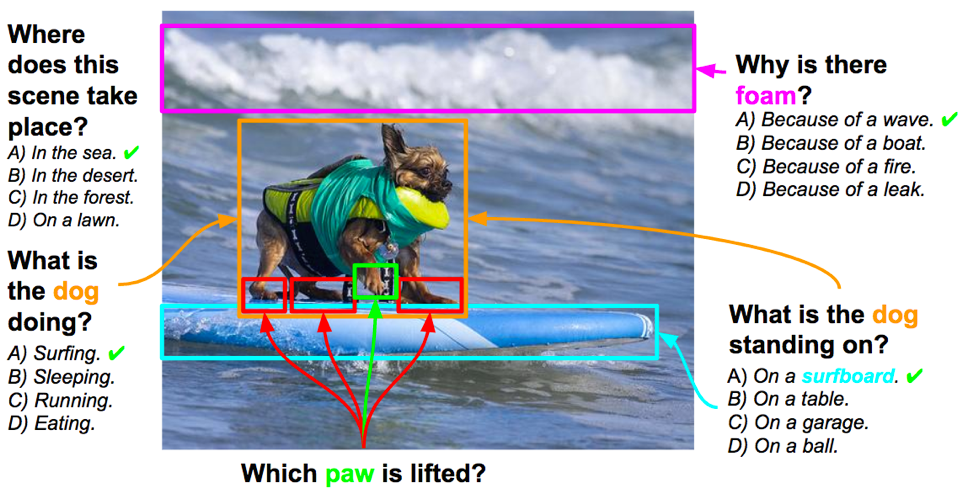 Where
does this
scene take
place?
A) In the sea. ✔
B) In the desert.
C) In the forest.
D) On a lawn.
What is
the dog
doing?
A) Surfing. ✔
B) Sleeping.
C) Running.
D) Eating.
Why is there
foam?
A) Because of a wave. ✔
B) Because of a boat.
C) Because of a fire.
D) Because of a leak.
What is the dog
standing on?
A) On a surfboard. ✔
B) On a table.
C) On a garage.
D) On a ball.
Which paw is lifted?